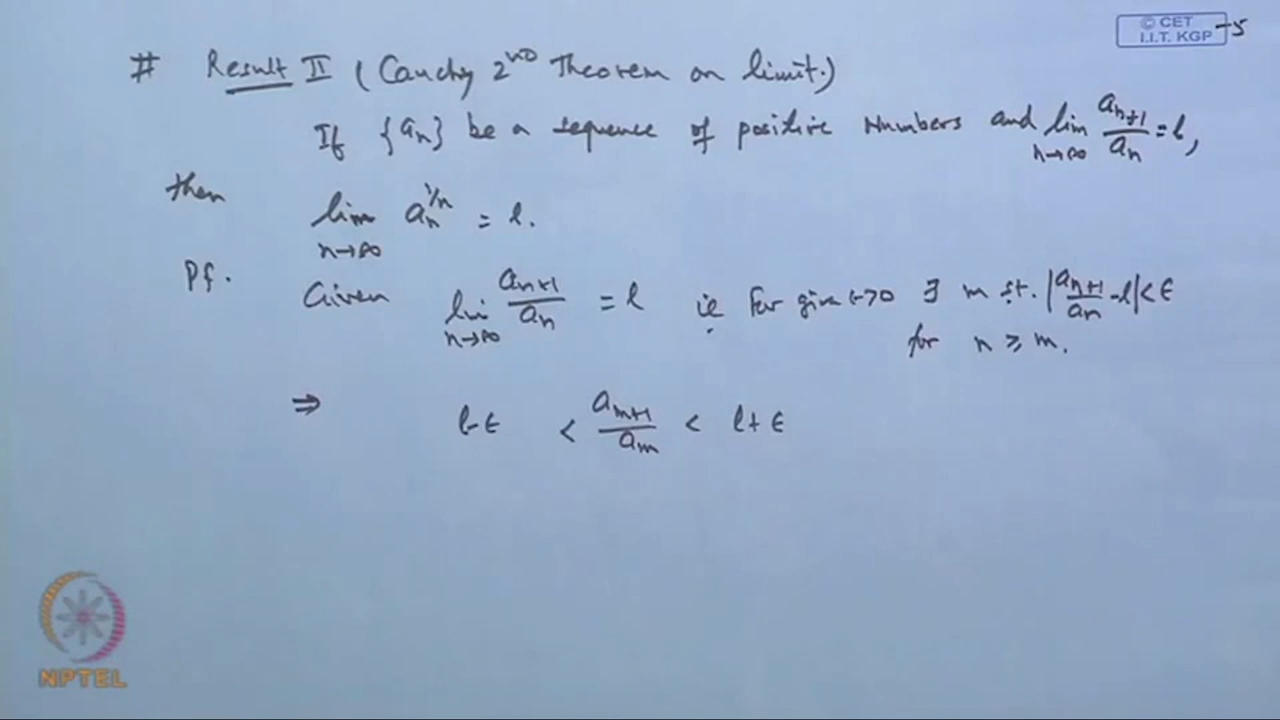 © CET
I.I.T. KGP
-5
# Result II (Cauchy 2ND Theorem on limit.)
If {aₙ} be a sequence of positive Numbers and lim n→∞ aₙ₊₁/aₙ = l,
then lim n→∞ aₙ^(1/n) = l.
Pf. Given lim n→∞ aₙ₊₁/aₙ = l ie For given ϵ>0 ∃ m st. |aₙ₊₁/aₙ - l| < ϵ
for n ≥ m.
⇒ l-ϵ < aₘ₊₁/aₘ < l+ϵ
NPTEL